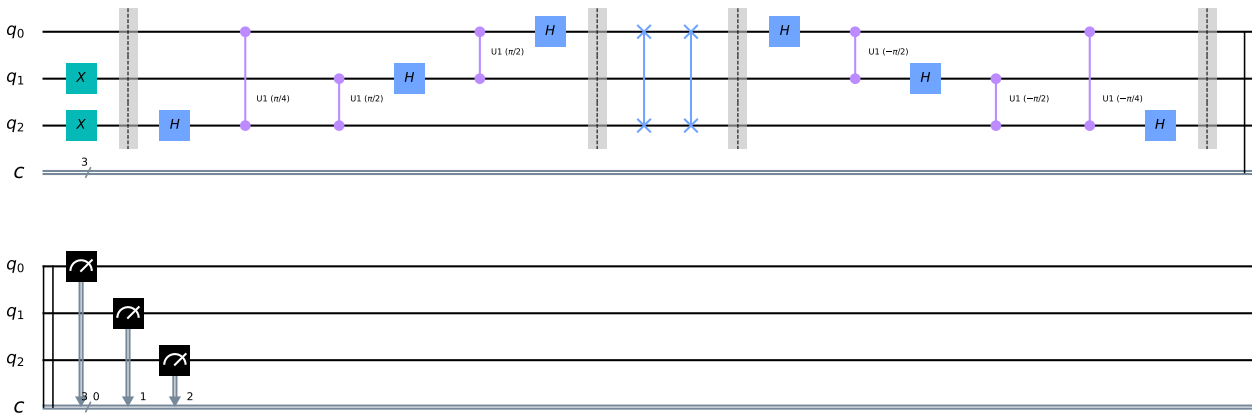 q0 H H
U1 (π/2) U1 (−π/2)
q1 X H H
U1 (π/4) U1 (π/2) U1 (−π/2) U1 (−π/4)
q2 X H H
3
c
q0
q1
q2
3 0 1 2
c